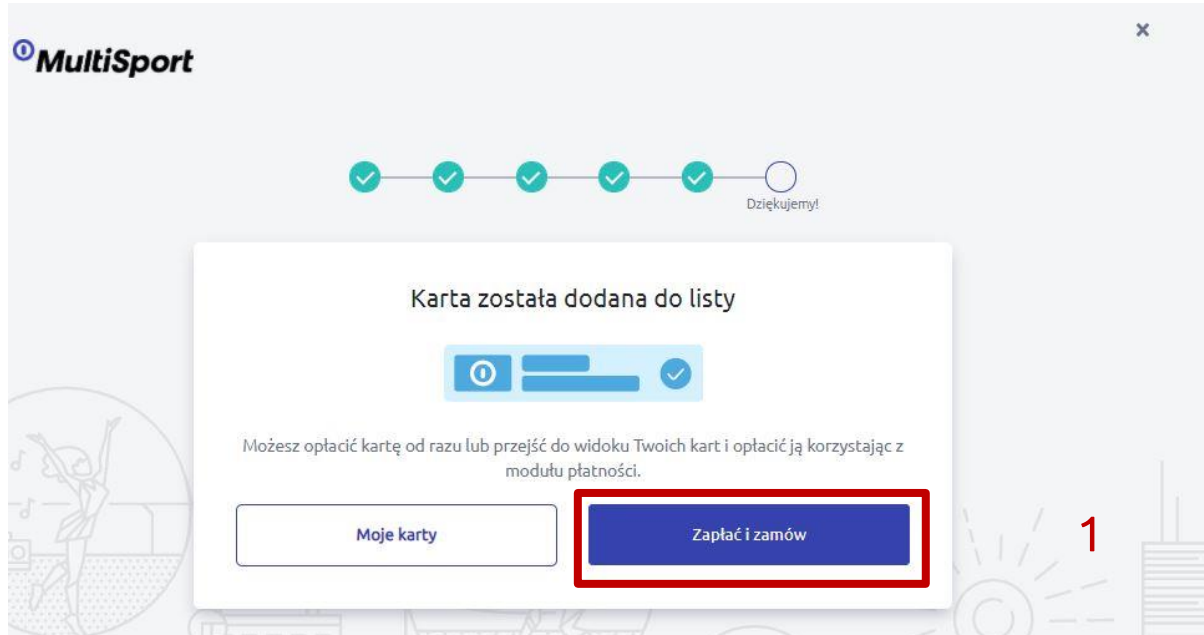 MultiSport
Dziękujemy!
Karta została dodana do listy
Możesz opłacić kartę od razu lub przejść do widoku Twoich kart i opłacić ją korzystając z
modułu płatności.
Moje karty
Zapłać i zamów
1